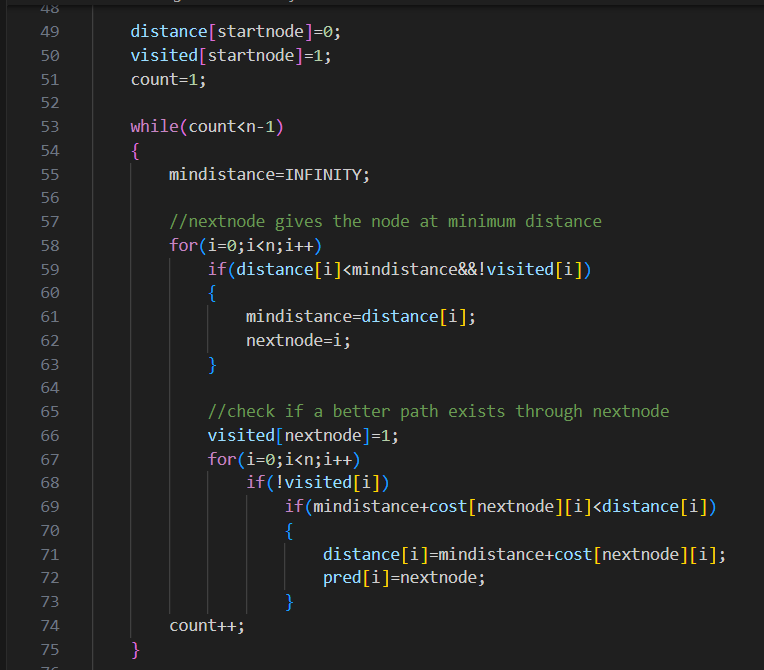 48
49 distance[startnode]=0;
50 visited[startnode]=1;
51 count=1;
52
53 while(count<n-1)
54 {
55 mindistance=INFINITY;
56
57 //nextnode gives the node at minimum distance
58 for(i=0;i<n;i++)
59 if(distance[i]<mindistance&&!visited[i])
60 {
61 mindistance=distance[i];
62 nextnode=i;
63 }
64
65 //check if a better path exists through nextnode
66 visited[nextnode]=1;
67 for(i=0;i<n;i++)
68 if(!visited[i])
69 if(mindistance+cost[nextnode][i]<distance[i])
70 {
71 distance[i]=mindistance+cost[nextnode][i];
72 pred[i]=nextnode;
73 }
74 count++;
75 }